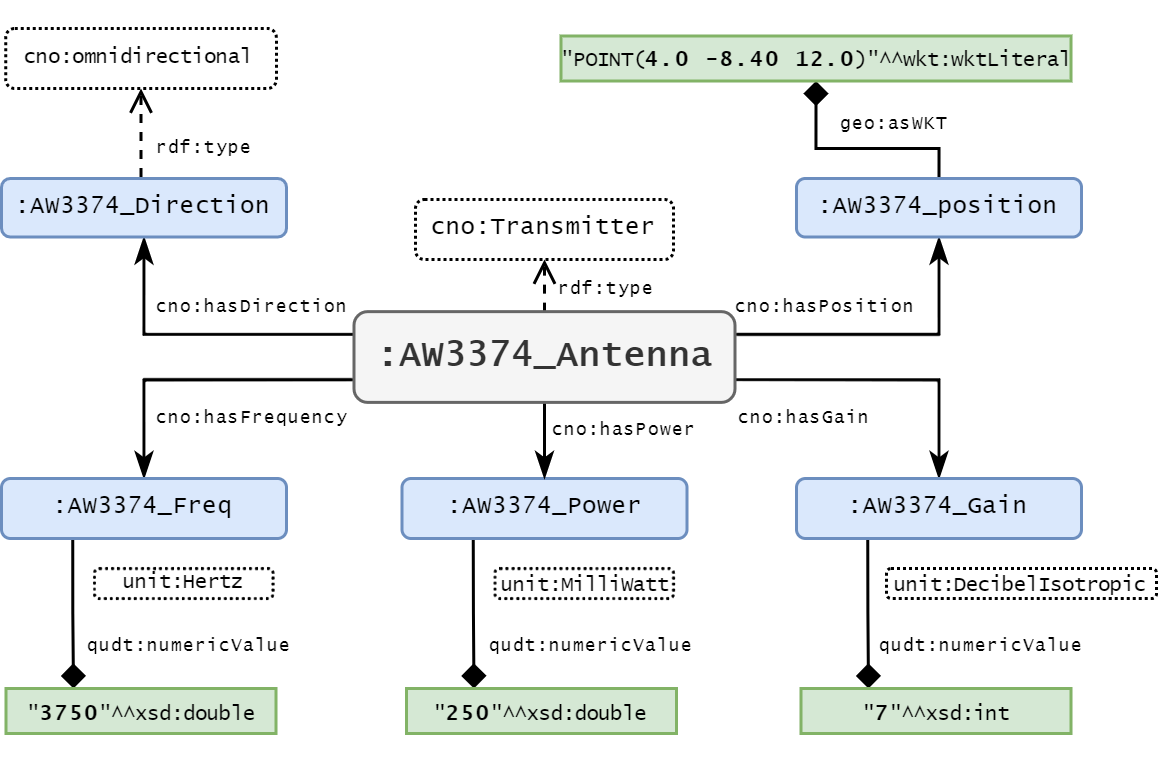 cno:omnidirectional
"POINT(4.0 -8.40 12.0)"^^wkt:wktLiteral
geo:asWKT
rdf:type
:AW3374_Direction
:AW3374_position
cno:Transmitter
rdf:type
cno:hasDirection
cno:hasPosition
:AW3374_Antenna
cno:hasFrequency
cno:hasPower
cno:hasGain
:AW3374_Freq
:AW3374_Power
:AW3374_Gain
unit:Hertz
unit:MilliWatt
unit:DecibelIsotropic
qudt:numericValue
qudt:numericValue
qudt:numericValue
"3750"^^xsd:double
"250"^^xsd:double
"7"^^xsd:int